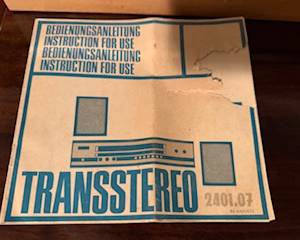 BEDIENUNGSANLEITUNG
INSTRUCTION FOR USE
BEDIENUNGSANLEITUNG
INSTRUCTION FOR USE
TRANSSTEREO
2401.07